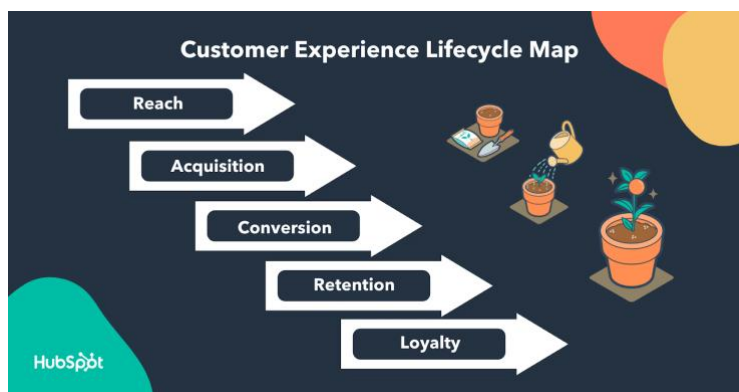 Customer Experience Lifecycle Map
Reach
Acquisition
Conversion
Retention
Loyalty
HubSpot